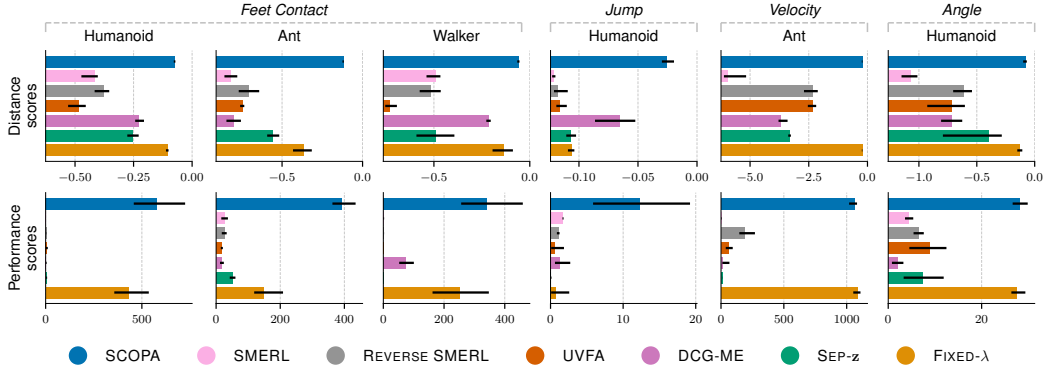 Feet Contact Jump Velocity Angle
Humanoid Ant Walker Humanoid Ant Humanoid
Distance
scores
−0.50 −0.25 0.00 −0.5 0.0 −0.5 0.0 −0.10 −0.05 0.00 −5.0 −2.5 0.0 −1.0 −0.5 0.0
Performance
scores
0 500 0 200 400 0 200 400 0 10 20 0 500 1000 0 20
SCOPA SMERL REVERSE SMERL UVFA DCG-ME SEP-z FIXED-λ